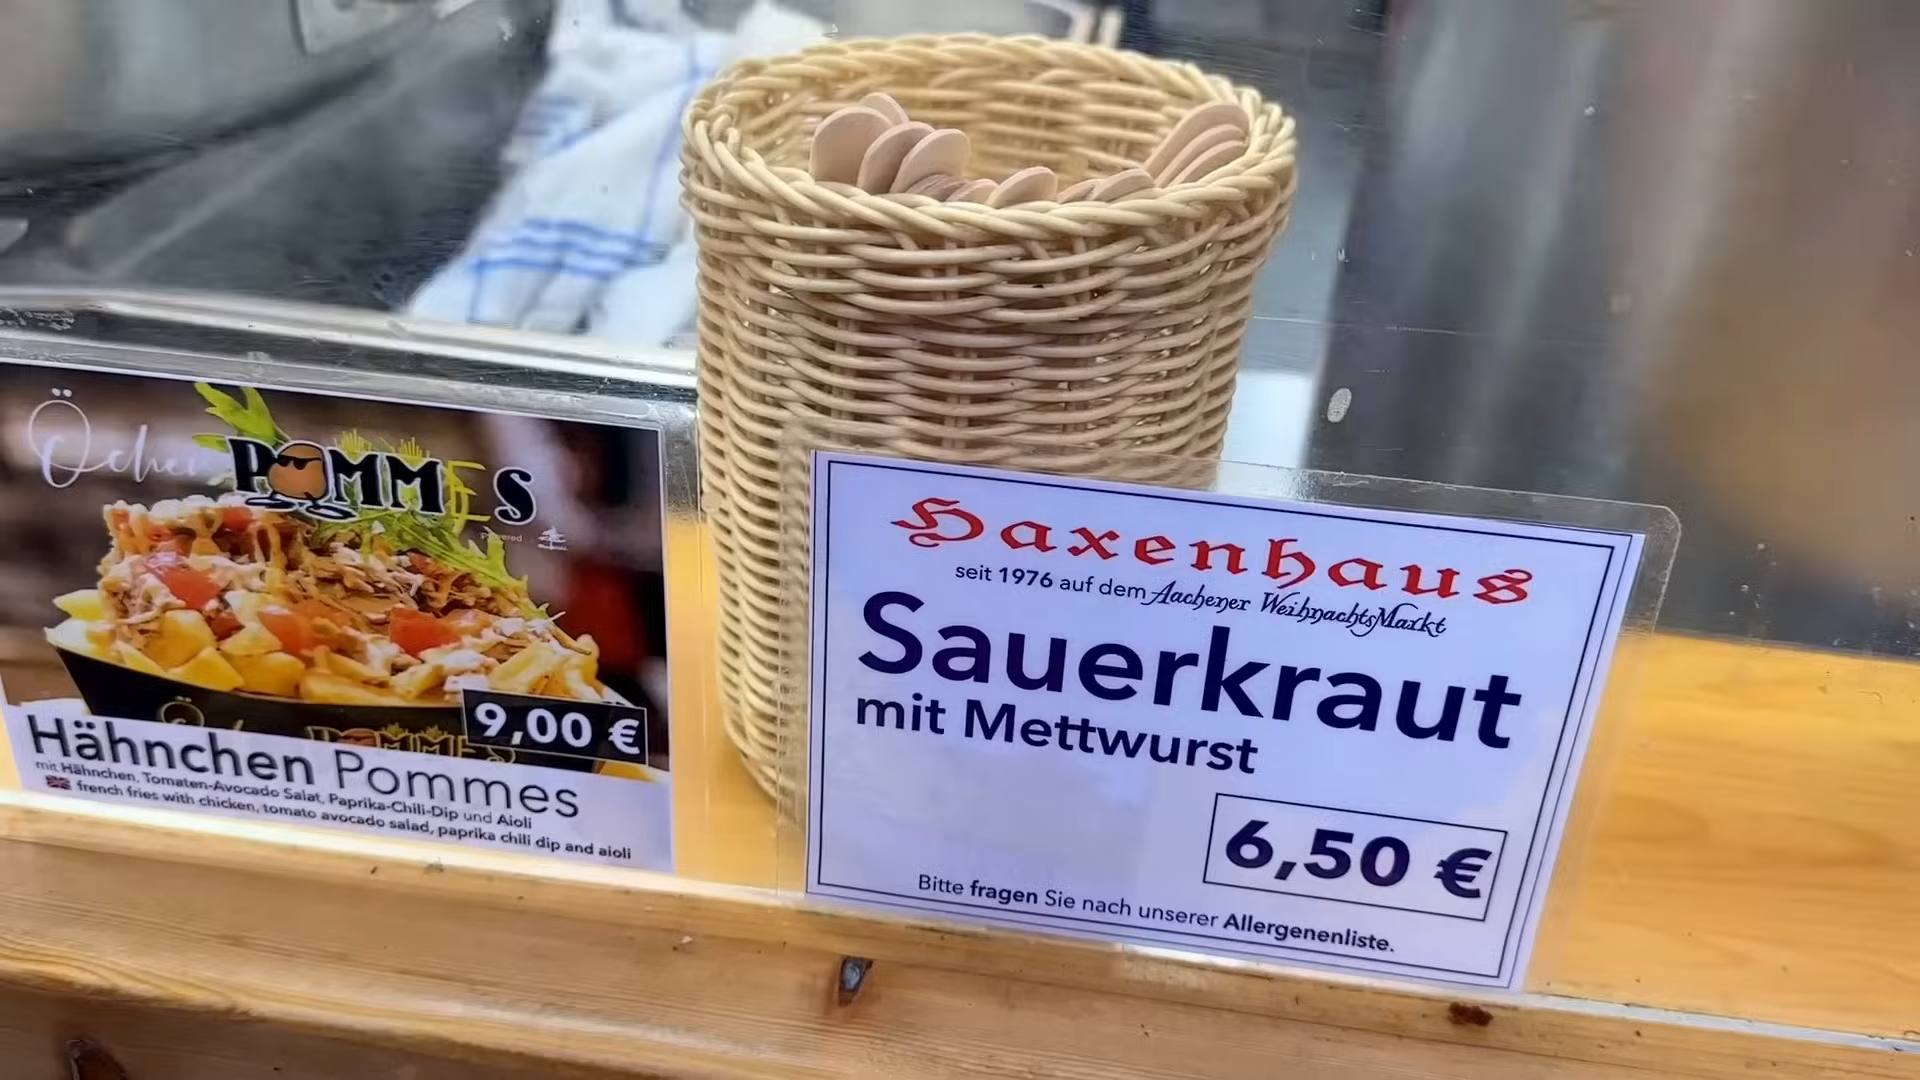 Öcher POMMES
powered
9,00 €
Hähnchen Pommes
mit Hähnchen, Tomaten-Avocado Salat, Paprika-Chili-Dip und Aioli
french fries with chicken, tomato avocado salad, paprika chili dip and aioli
Haxenhaus
seit 1976 auf dem Aachener WeihnachtsMarkt
Sauerkraut
mit Mettwurst
6,50 €
Bitte fragen Sie nach unserer Allergenenliste.